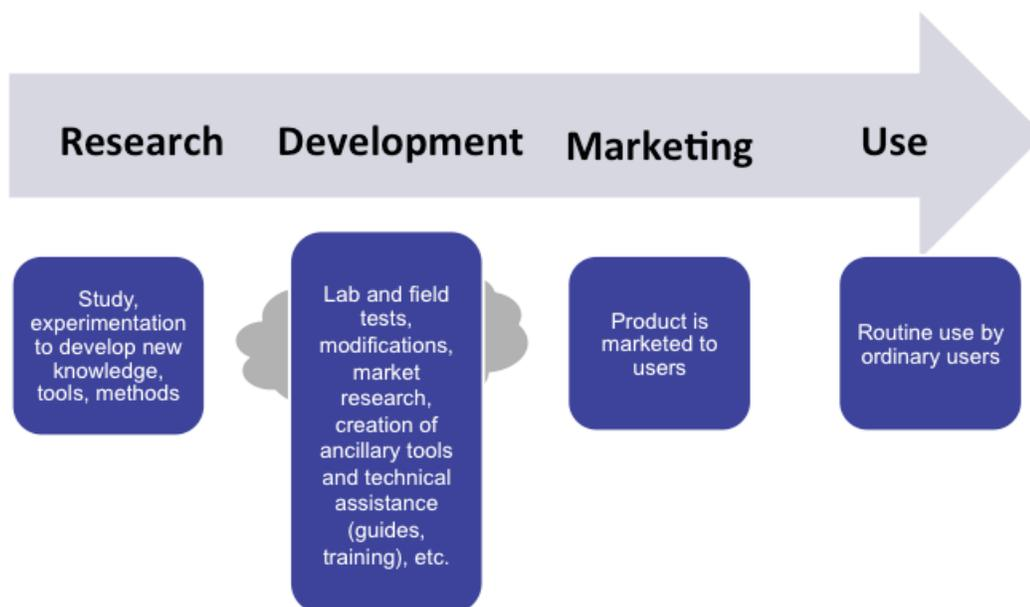 Research
Development
Marketing
Use
Study,
experimentation
to develop new
knowledge,
tools, methods
Lab and field
tests,
modifications,
market
research,
creation of
ancillary tools
and technical
assistance
(guides,
training), etc.
Product is
marketed to
users
Routine use by
ordinary users